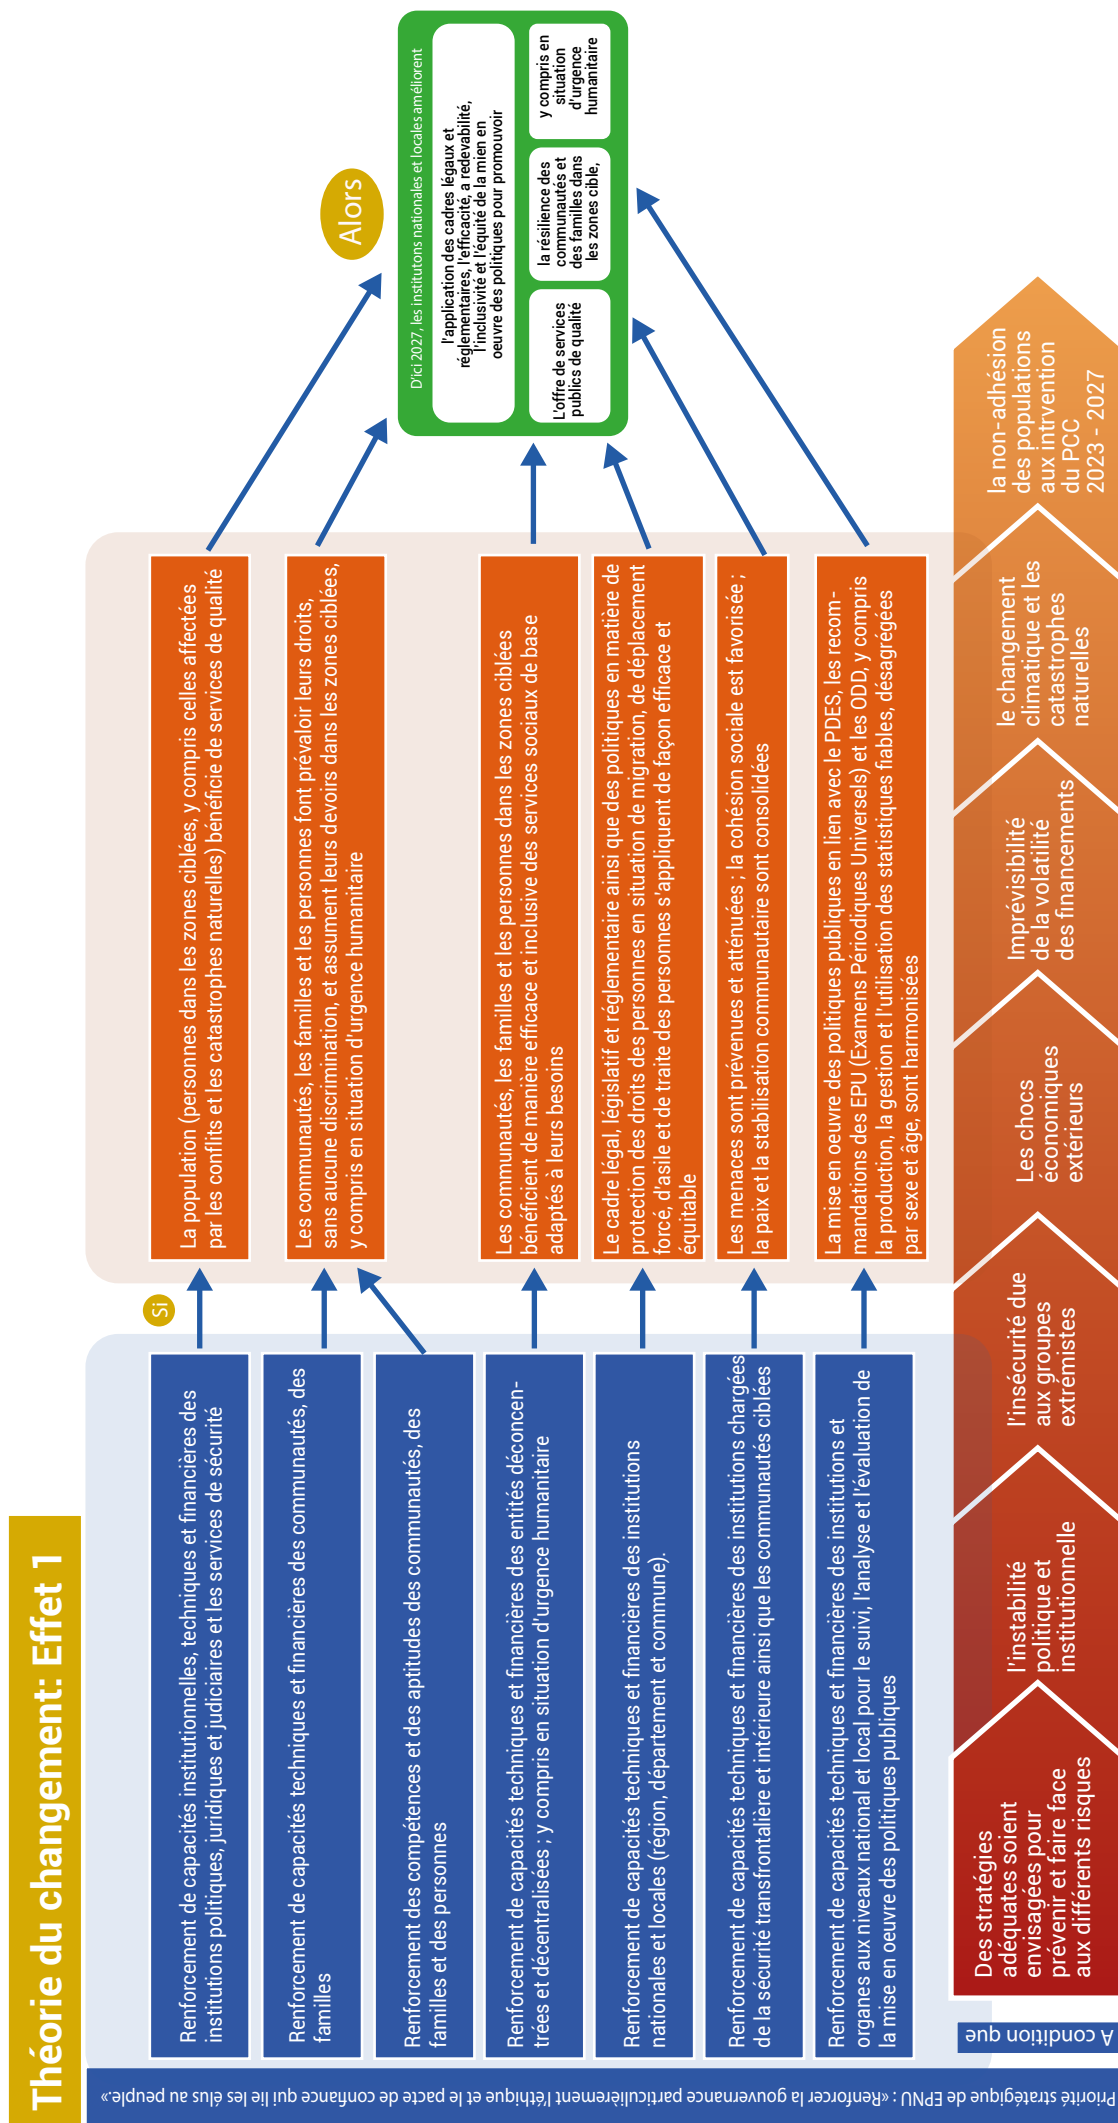 Théorie du changement: Effet 1
Priorité stratégique de EPNU : «Renforcer la gouvernance particulièrement l'éthique et le pacte de confiance qui lie les élus au peuple.»
Renforcement de capacités institutionnelles, techniques et financières des
institutions politiques, juridiques et judiciaires et les services de sécurité
Renforcement de capacités techniques et financières des communautés, des
familles
Renforcement des compétences et des aptitudes des communautés, des
familles et des personnes
Renforcement de capacités techniques et financières des entités déconcen-
trées et décentralisées ; y compris en situation d'urgence humanitaire
Renforcement de capacités techniques et financières des institutions
nationales et locales (région, département et commune).
Renforcement de capacités techniques et financières des institutions chargées
de la sécurité transfrontalière et intérieure ainsi que les communautés ciblées
Renforcement de capacités techniques et financières des institutions et
organes aux niveaux national et local pour le suivi, l'analyse et l'évaluation de
la mise en oeuvre des politiques publiques
Si
La population (personnes dans les zones ciblées, y compris celles affectées
par les conflits et les catastrophes naturelles) bénéficie de services de qualité
Les communautés, les familles et les personnes font prévaloir leurs droits,
sans aucune discrimination, et assument leurs devoirs dans les zones ciblées,
y compris en situation d'urgence humanitaire
Les communautés, les familles et les personnes dans les zones ciblées
bénéficient de manière efficace et inclusive des services sociaux de base
adaptés à leurs besoins
Le cadre légal, législatif et réglementaire ainsi que des politiques en matière de
protection des droits des personnes en situation de migration, de déplacement
forcé, d'asile et de traite des personnes s'appliquent de façon efficace et
équitable
Les menaces sont prévenues et atténuées ; la cohésion sociale est favorisée ;
la paix et la stabilisation communautaire sont consolidées
La mise en oeuvre des politiques publiques en lien avec le PDES, les recom-
mandations des EPU (Examens Périodiques Universels) et les ODD, y compris
la production, la gestion et l'utilisation des statistiques fiables, désagrégées
par sexe et âge, sont harmonisées
Alors
D'ici 2027, les institutons nationales et locales améliorent
l'application des cadres légaux et
réglementaires, l'efficacité, a redevabilité,
l'inclusivité et l'équité de la mien en
oeuvre des politiques pour promouvoir
L'offre de services
publics de qualité
la résilience des
communautés et
des familles dans
les zones cible,
y compris en
situation
d'urgence
humanitaire
A condition que
Des stratégies
adéquates soient
envisagées pour
prévenir et faire face
aux différents risques
l'instabilité
politique et
institutionnelle
l'insécurité due
aux groupes
extrémistes
Les chocs
économiques
extérieurs
Imprévisibilité
de la volatilité
des financements
le changement
climatique et les
catastrophes
naturelles
la non-adhésion
des populations
aux intrvention
du PCC
2023 - 2027